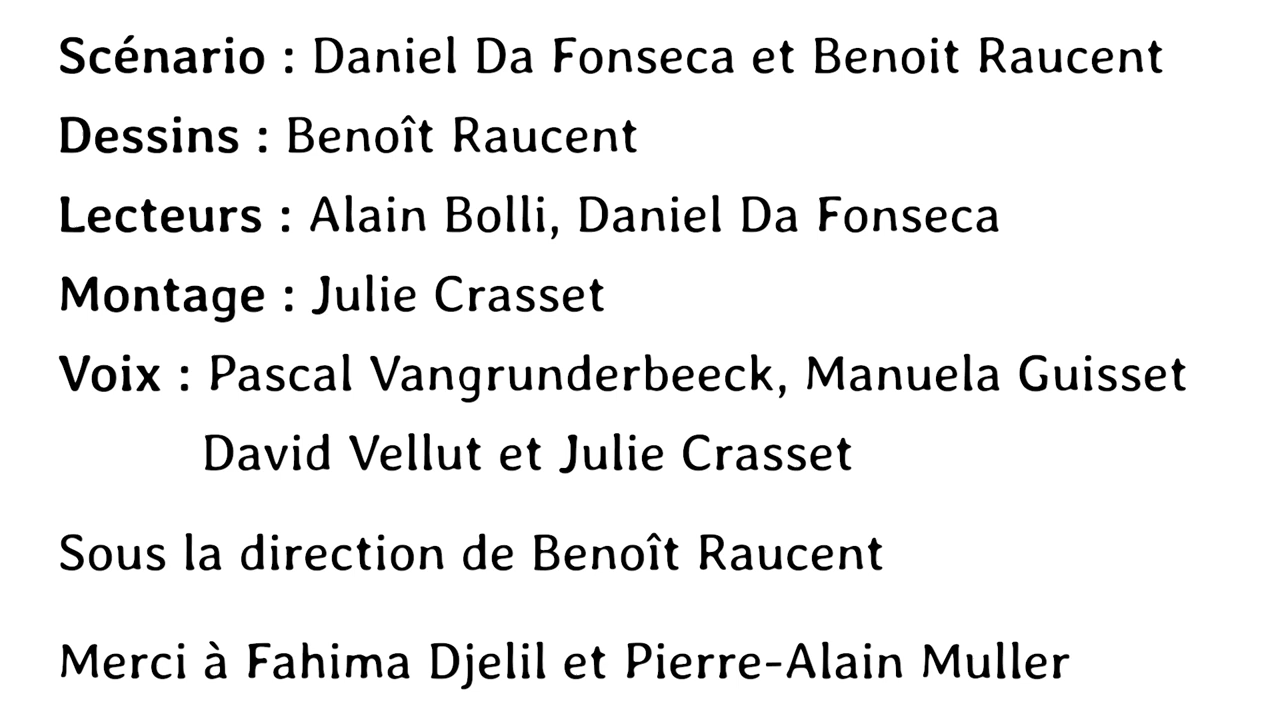 Scénario : Daniel Da Fonseca et Benoit Raucent
Dessins : Benoît Raucent
Lecteurs : Alain Bolli, Daniel Da Fonseca
Montage : Julie Crasset
Voix : Pascal Vangrunderbeeck, Manuela Guisset
David Vellut et Julie Crasset
Sous la direction de Benoît Raucent
Merci à Fahima Djelil et Pierre-Alain Muller